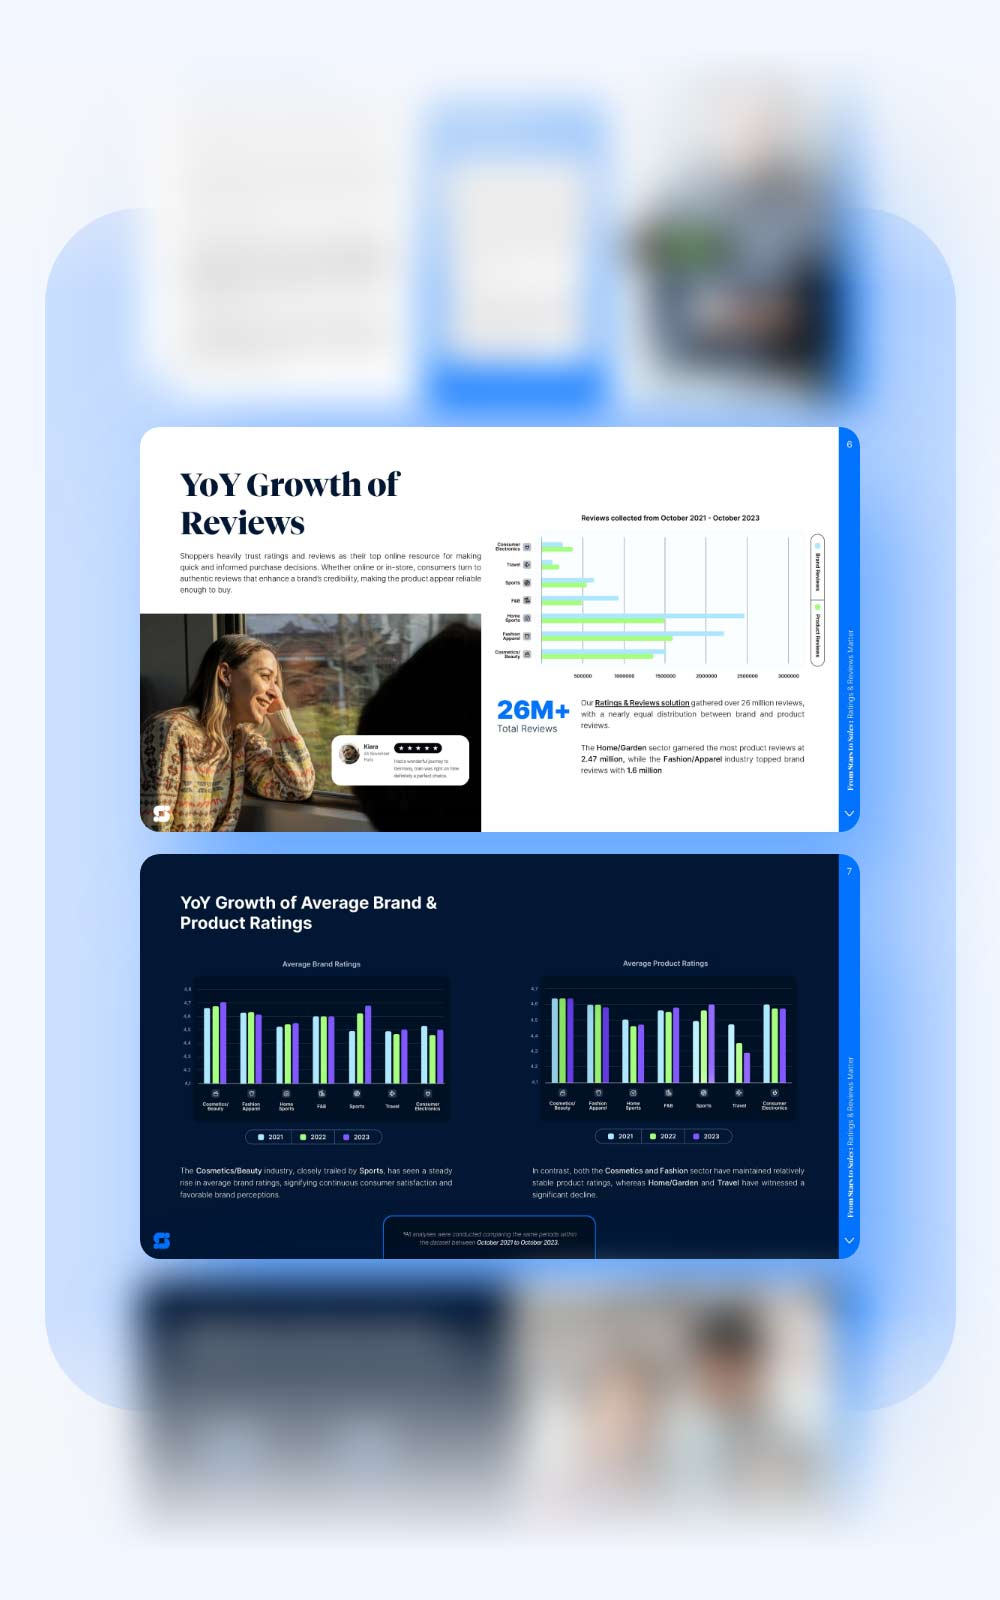 6
YoY Growth of
Reviews
Shoppers heavily trust ratings and reviews as their top online resource for making
quick and informed purchase decisions. Whether online or in-store, consumers turn to
authentic reviews that enhance a brand's credibility, making the product appear reliable
enough to buy.
Kiara
★★★★★
Had a wonderful journey to
Germany, train was right on time
definitely a perfect choice.
Reviews collected from October 2021 - October 2023
Consumer
Electronics
Travel
Sports
F&B
Home
Sports
Fashion
Apparel
Cosmetics/
Beauty
500000 1000000 1500000 2000000 2500000 3000000
Brand Reviews
Product Reviews
26M+
Total Reviews
Our Ratings & Reviews solution gathered over 26 million reviews,
with a nearly equal distribution between brand and product
reviews.
The Home/Garden sector garnered the most product reviews at
2.47 million, while the Fashion/Apparel industry topped brand
reviews with 1.6 million
From Stars to Sales: Ratings & Reviews Matter
7
YoY Growth of Average Brand &
Product Ratings
Average Brand Ratings
4,8
4,7
4,6
4,5
4,4
4,3
4,2
4,1
Cosmetics/
Beauty
Fashion
Apparel
Home
Sports
F&B
Sports
Travel
Consumer
Electronics
2021 2022 2023
The Cosmetics/Beauty industry, closely trailed by Sports, has seen a steady
rise in average brand ratings, signifying continuous consumer satisfaction and
favorable brand perceptions.
Average Product Ratings
4,7
4,6
4,5
4,4
4,3
4,2
4,1
Cosmetics/
Beauty
Fashion
Apparel
Home
Sports
F&B
Sports
Travel
Consumer
Electronics
2021 2022 2023
In contrast, both the Cosmetics and Fashion sector have maintained relatively
stable product ratings, whereas Home/Garden and Travel have witnessed a
significant decline.
*All analyses were conducted comparing the same periods within
the dataset between October 2021 to October 2023.
From Stars to Sales: Ratings & Reviews Matter